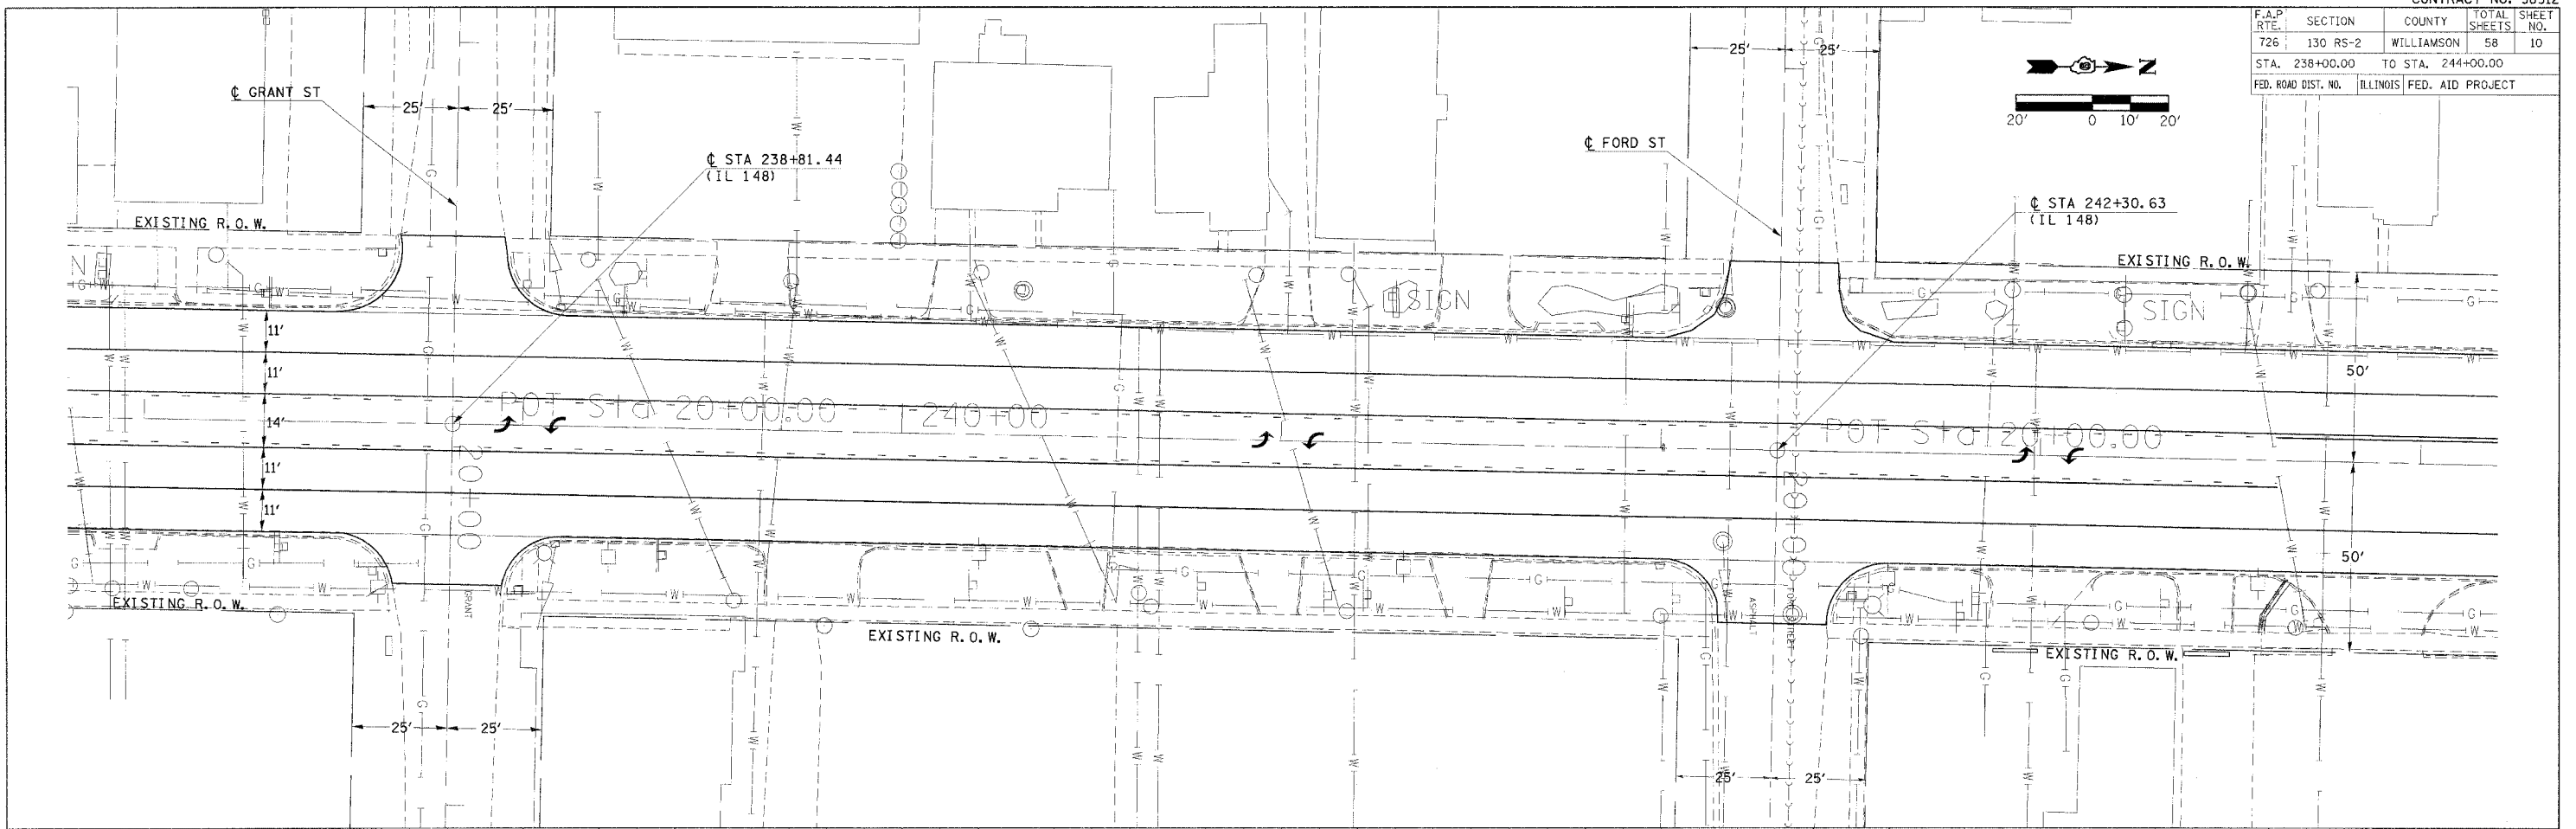 F.A.P. RTE. SECTION COUNTY TOTAL SHEETS SHEET NO.
726 130 RS-2 WILLIAMSON 58 10
STA. 238+00.00 TO STA. 244+00.00
FED. ROAD DIST. NO. ILLINOIS FED. AID PROJECT
N
20' 0 10' 20'
25' 25'
25' 25'
℄ GRANT ST
℄ STA 238+81.44
(IL 148)
℄ FORD ST
℄ STA 242+30.63
(IL 148)
EXISTING R.O.W.
EXISTING R.O.W.
SIGN
SIGN
11'
11'
14'
11'
11'
50'
50'
POT Sta 20+00.00
240+00
POT Sta 20+00.00
20+00
20+00
GRANT
ASPHALT
EXISTING R.O.W.
EXISTING R.O.W.
EXISTING R.O.W.
25' 25'
25' 25'